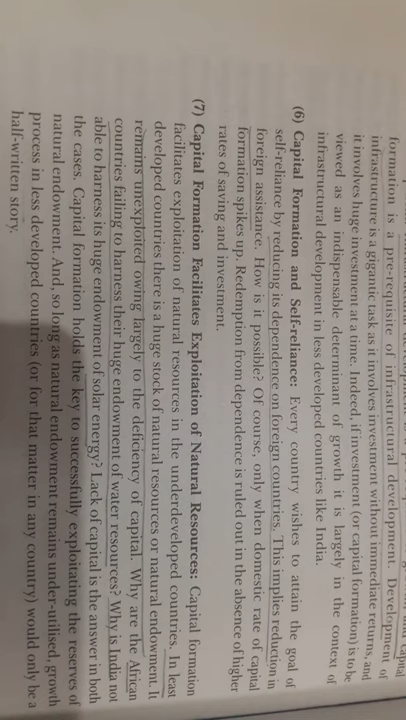 and capital
formation is a pre-requisite of infrastructural development. Development of
infrastructure is a gigantic task as it involves investment without immediate returns, and
it involves huge investment at a time. Indeed, if investment (or capital formation) is to be
viewed as an indispensable determinant of growth it is largely in the context of
infrastructural development in less developed countries like India.
(6) Capital Formation and Self-reliance: Every country wishes to attain the goal of
self-reliance by reducing its dependence on foreign countries. This implies reduction in
foreign assistance. How is it possible? Of course, only when domestic rate of capital
formation spikes up. Redemption from dependence is ruled out in the absence of higher
rates of saving and investment.
(7) Capital Formation Facilitates Exploitation of Natural Resources: Capital formation
facilitates exploitation of natural resources in the underdeveloped countries. In least
developed countries there is a huge stock of natural resources or natural endowment. It
remains unexploited owing largely to the deficiency of capital. Why are the African
countries failing to harness their huge endowment of water resources? Why is India not
able to harness its huge endowment of solar energy? Lack of capital is the answer in both
the cases. Capital formation holds the key to successfully exploiating the reserves of
natural endowment. And, so long as natural endowment remains under-utilised, growth
process in less developed countries (or for that matter in any country) would only be a
half-written story.